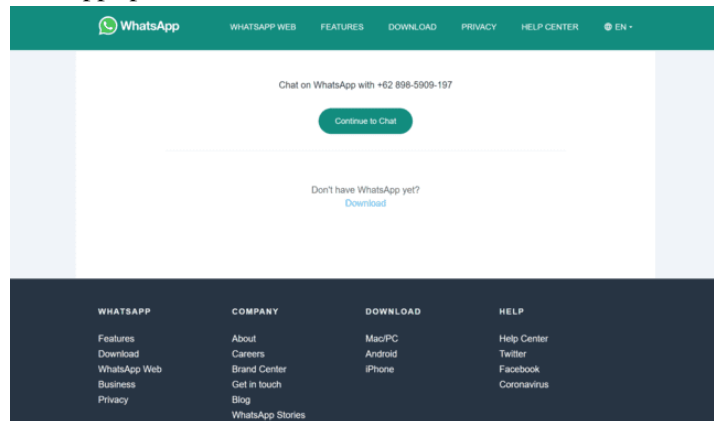 WhatsApp
WHATSAPP WEB
FEATURES
DOWNLOAD
PRIVACY
HELP CENTER
EN
Chat on WhatsApp with +62 898-5909-197
Continue to Chat
Don't have WhatsApp yet?
Download
WHATSAPP
Features
Download
WhatsApp Web
Business
Privacy
COMPANY
About
Careers
Brand Center
Get in touch
Blog
WhatsApp Stories
DOWNLOAD
Mac/PC
Android
iPhone
HELP
Help Center
Twitter
Facebook
Coronavirus